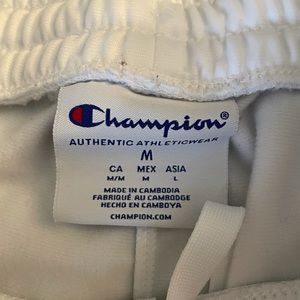 Champion®
AUTHENTIC ATHLETICWEAR
M
CA MEX ASIA
M/M M L
MADE IN CAMBODIA
FABRIQUÉ AU CAMBODGE
HECHO EN CAMBOYA
CHAMPION.COM